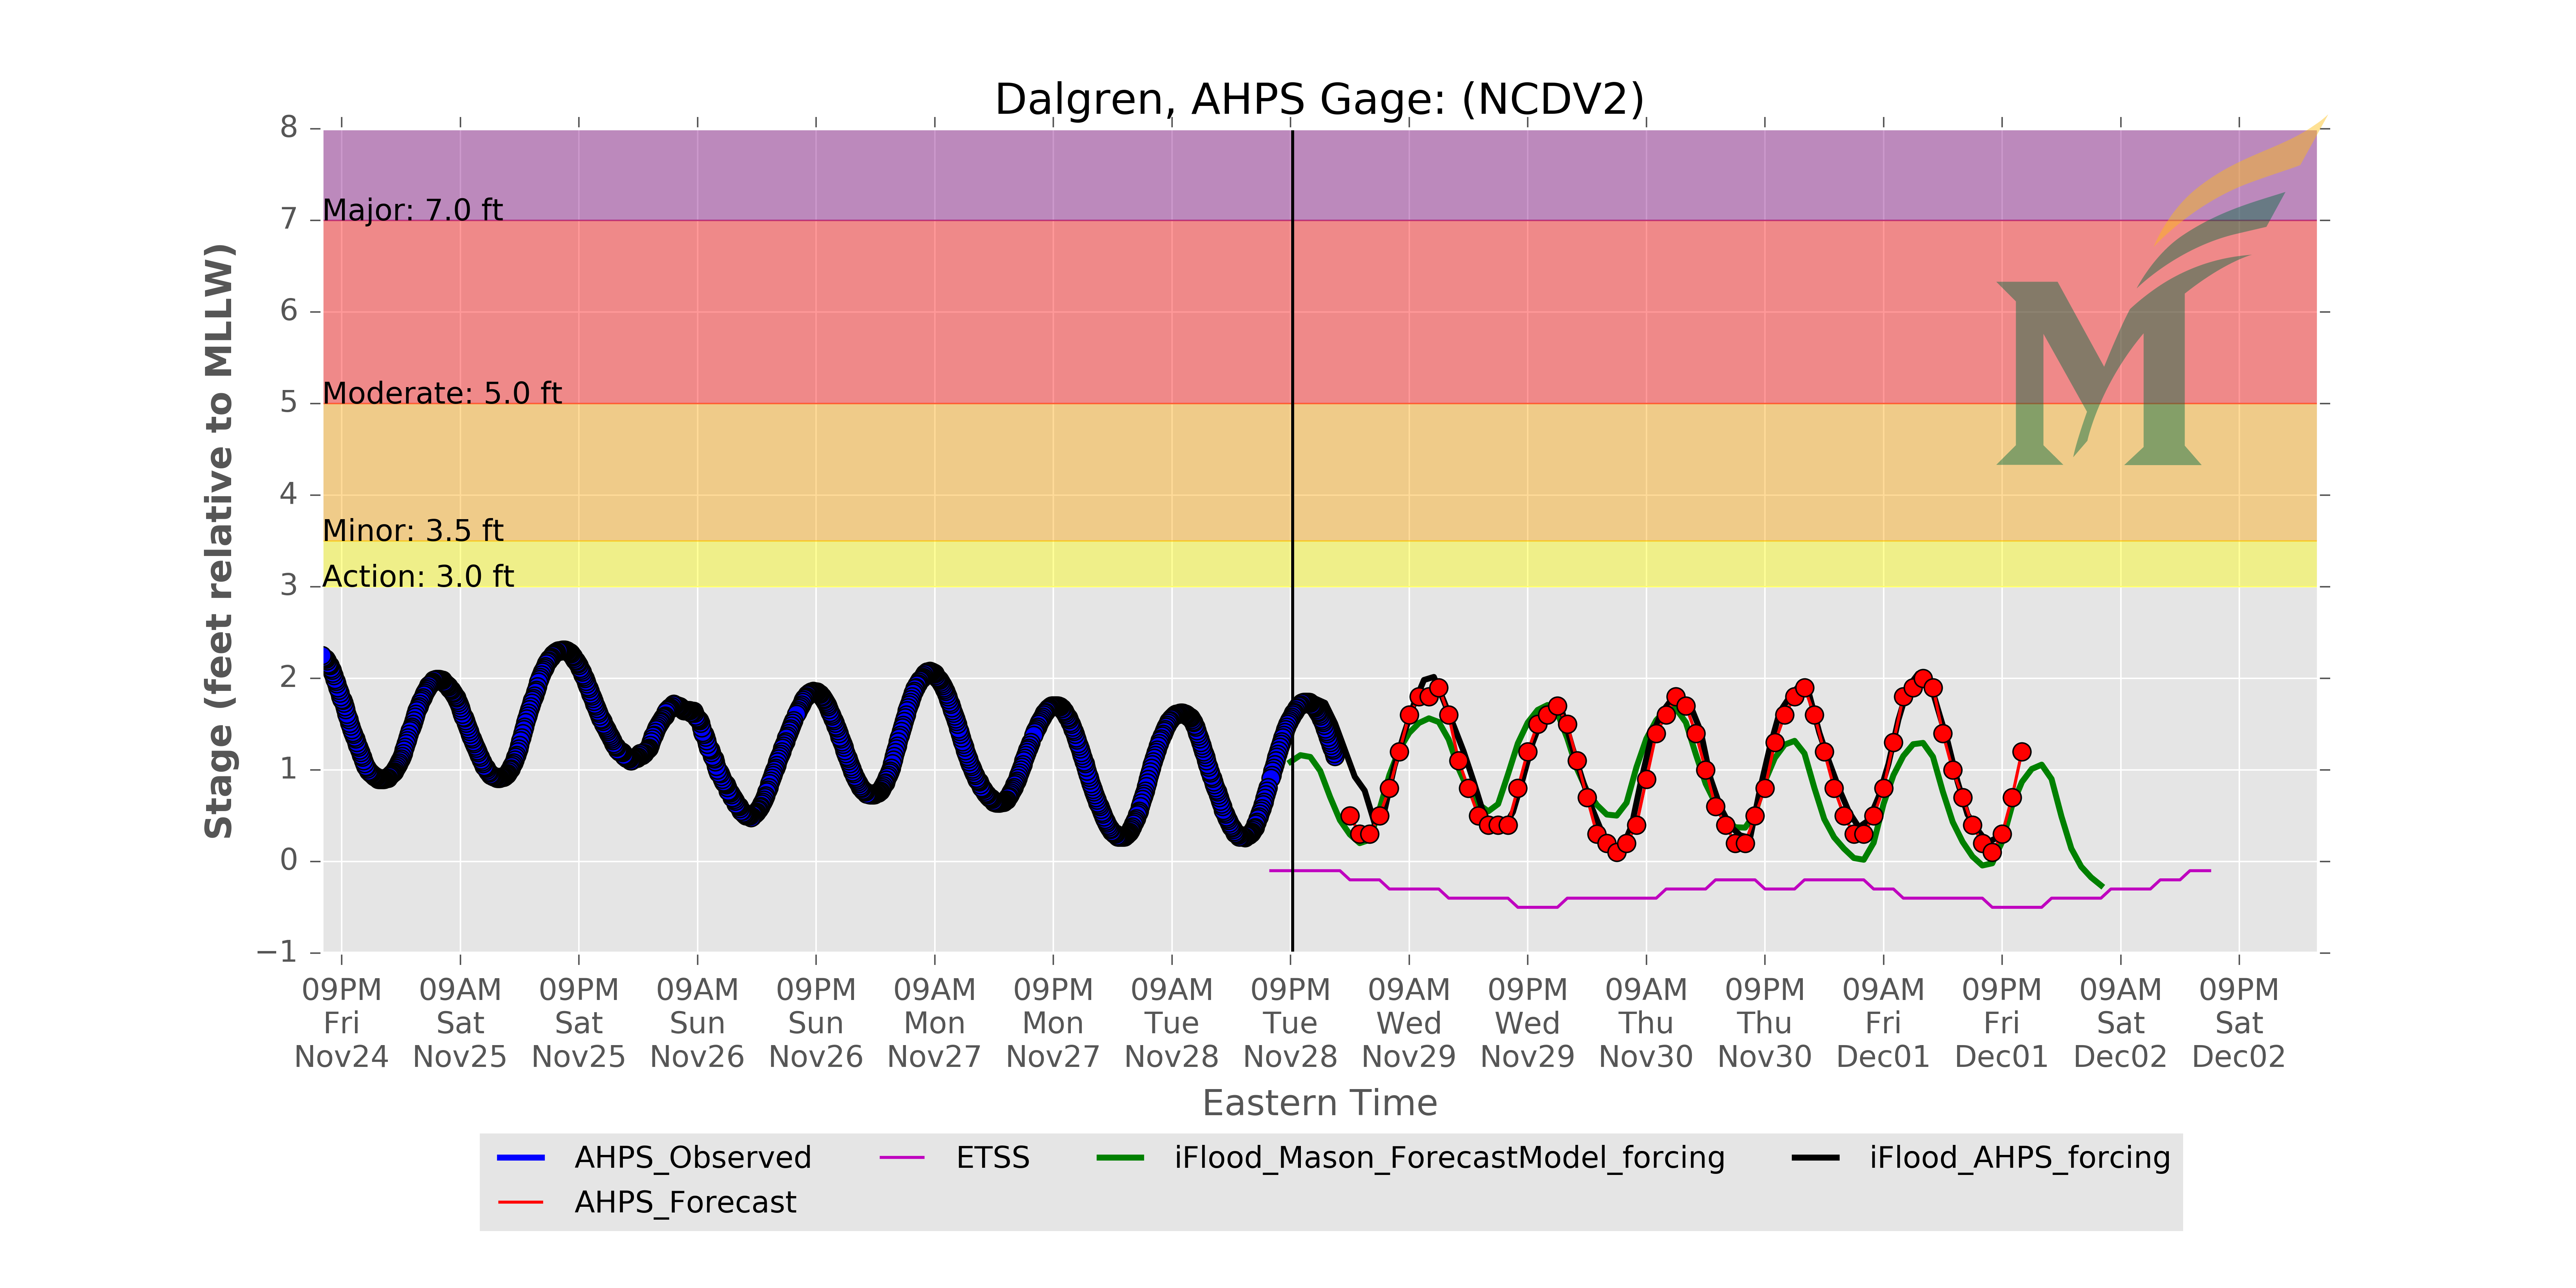 Dalgren, AHPS Gage: (NCDV2)
8
7
6
5
4
3
2
1
0
−1
Stage (feet relative to MLLW)
Major: 7.0 ft
Moderate: 5.0 ft
Minor: 3.5 ft
Action: 3.0 ft
M
09PM 09AM 09PM 09AM 09PM 09AM 09PM 09AM 09PM 09AM 09PM 09AM 09PM 09AM 09PM 09AM 09PM
Fri Sat Sat Sun Sun Mon Mon Tue Tue Wed Wed Thu Thu Fri Fri Sat Sat
Nov24 Nov25 Nov25 Nov26 Nov26 Nov27 Nov27 Nov28 Nov28 Nov29 Nov29 Nov30 Nov30 Dec01 Dec01 Dec02 Dec02
Eastern Time
AHPS_Observed ETSS iFlood_Mason_ForecastModel_forcing iFlood_AHPS_forcing
AHPS_Forecast